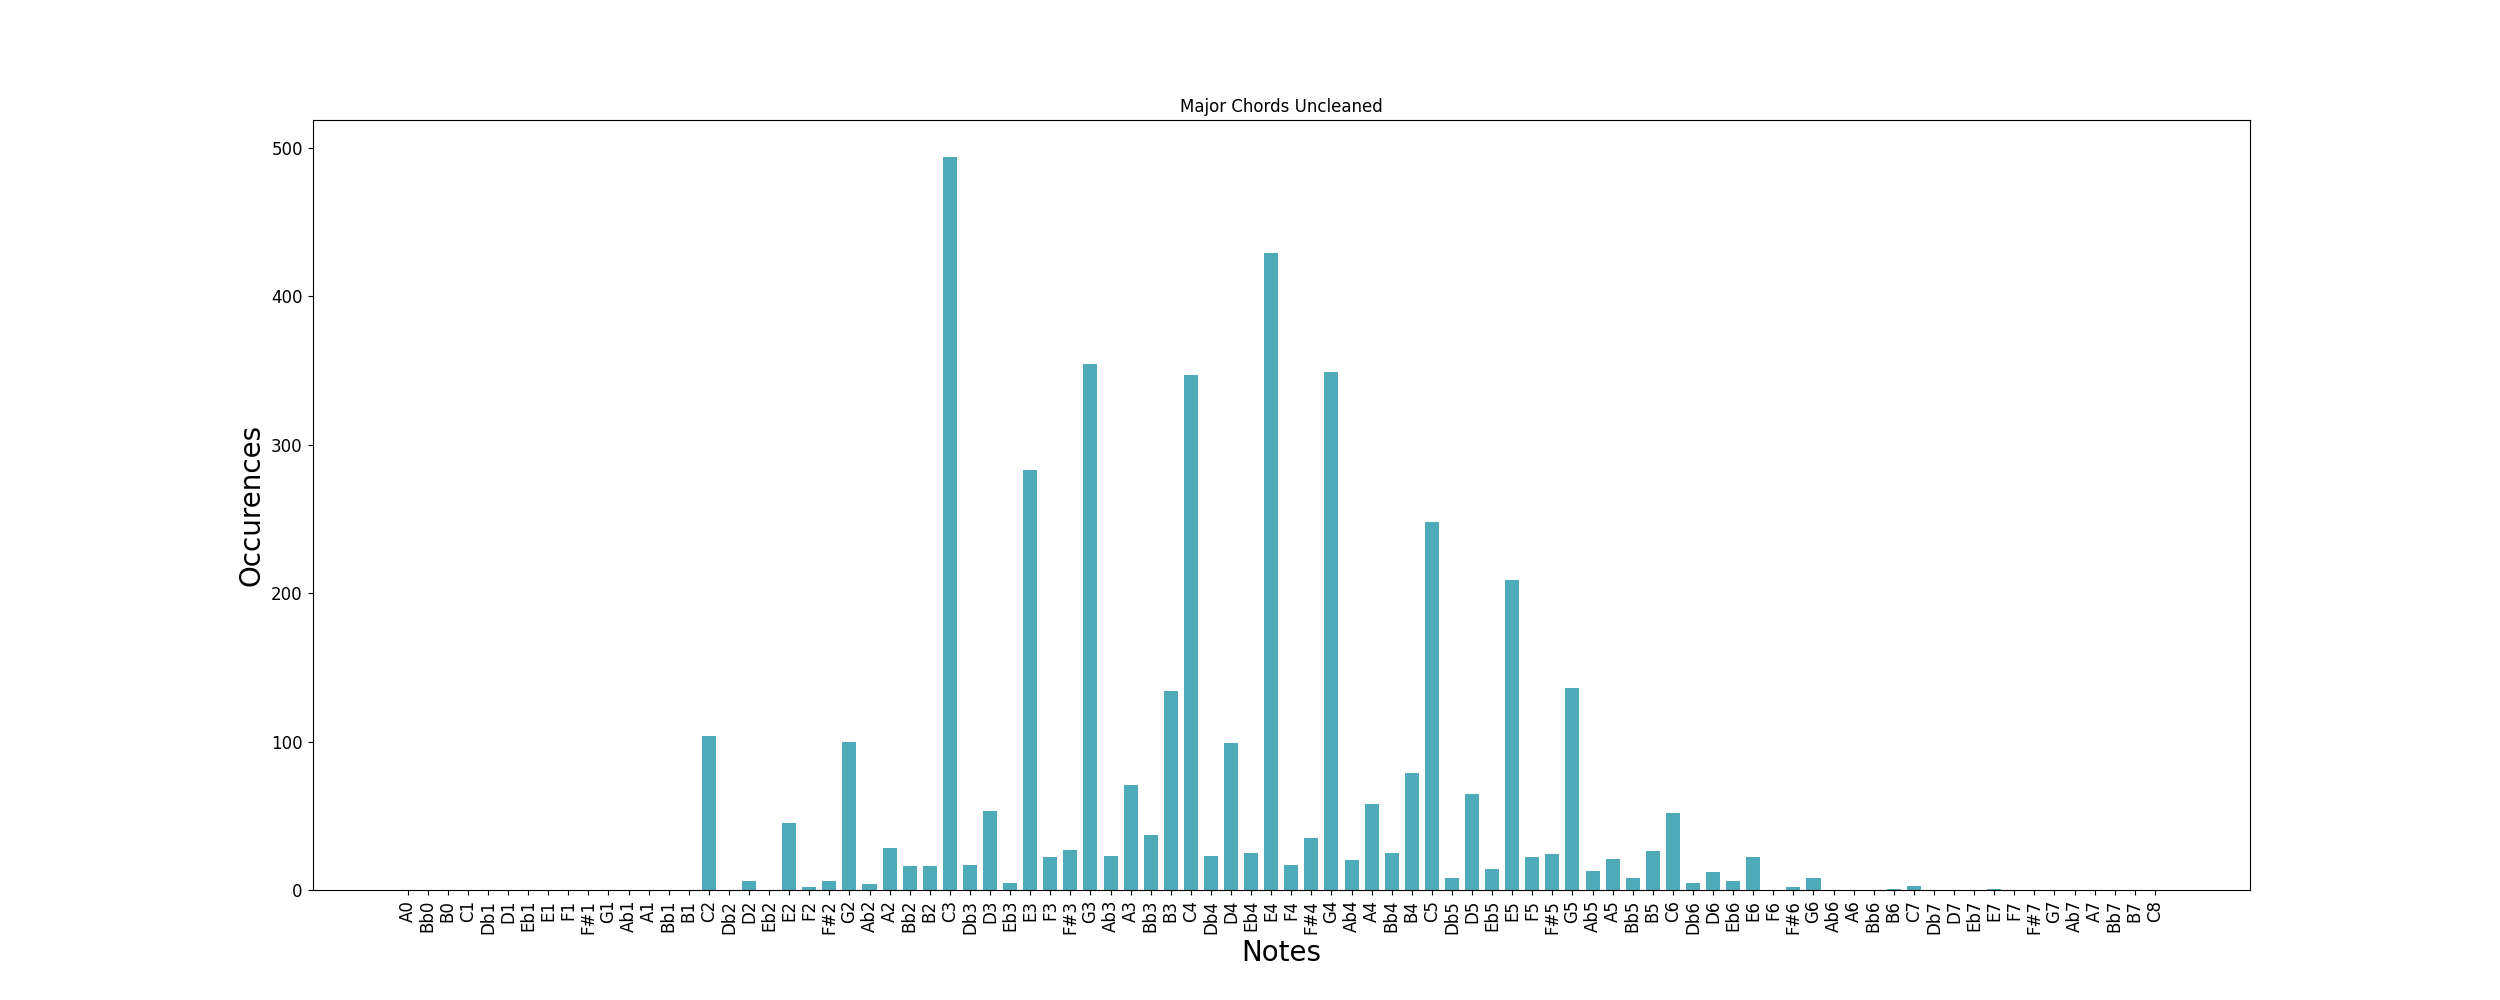 Major Chords Uncleaned
500
400
300
200
100
0
Occurences
A0 Bb0 B0 C1 Db1 D1 Eb1 E1 F1 F#1 G1 Ab1 A1 Bb1 B1 C2 Db2 D2 Eb2 E2 F2 F#2 G2 Ab2 A2 Bb2 B2 C3 Db3 D3 Eb3 E3 F3 F#3 G3 Ab3 A3 Bb3 B3 C4 Db4 D4 Eb4 E4 F4 F#4 G4 Ab4 A4 Bb4 B4 C5 Db5 D5 Eb5 E5 F5 F#5 G5 Ab5 A5 Bb5 B5 C6 Db6 D6 Eb6 E6 F6 F#6 G6 Ab6 A6 Bb6 B6 C7 Db7 D7 Eb7 E7 F7 F#7 G7 Ab7 A7 Bb7 B7 C8
Notes